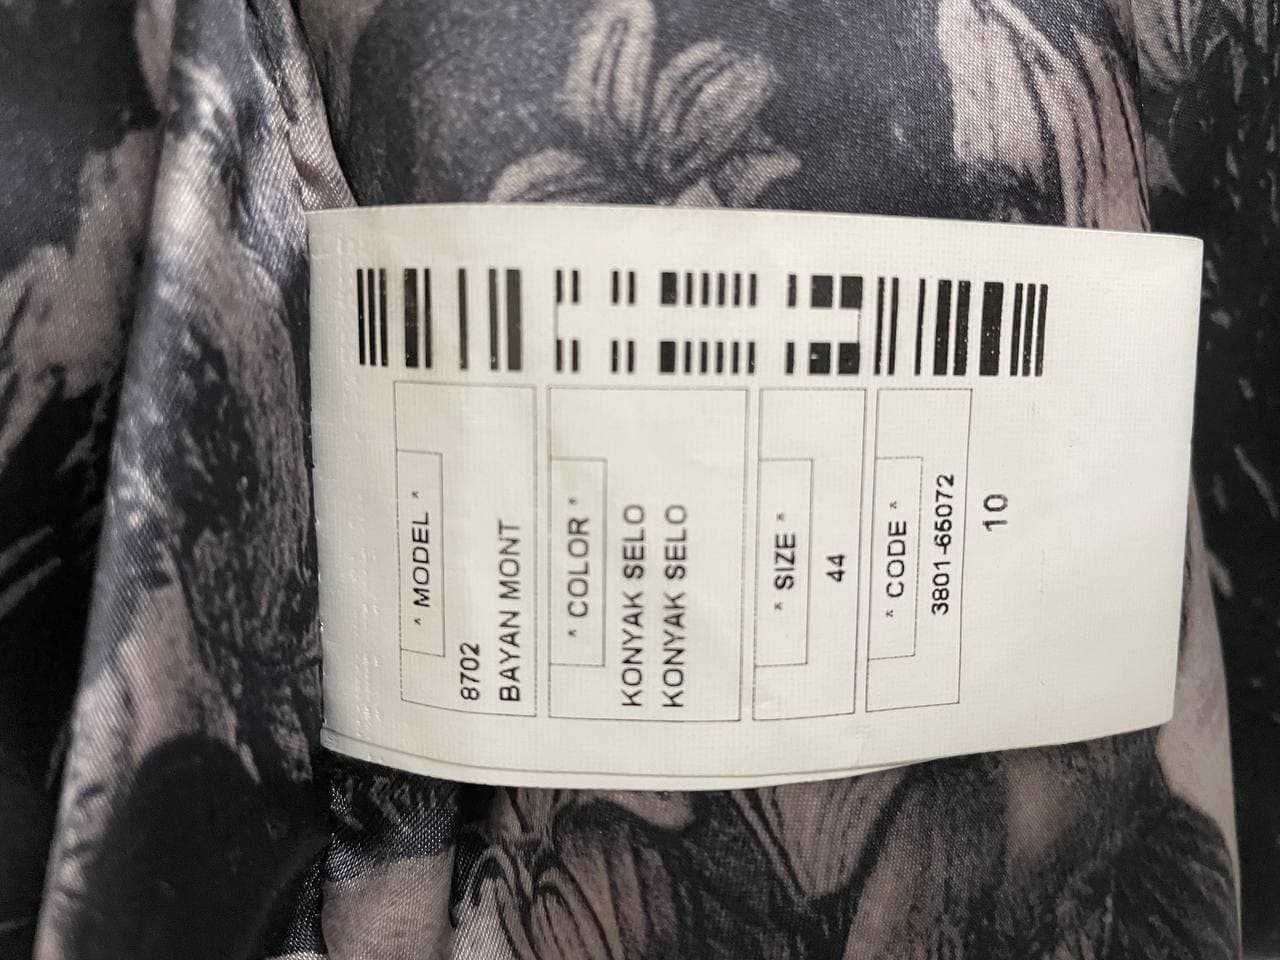 * MODEL *
8702
BAYAN MONT
* COLOR *
KONYAK SELO
KONYAK SELO
* SIZE *
44
* CODE *
3801-65072
10